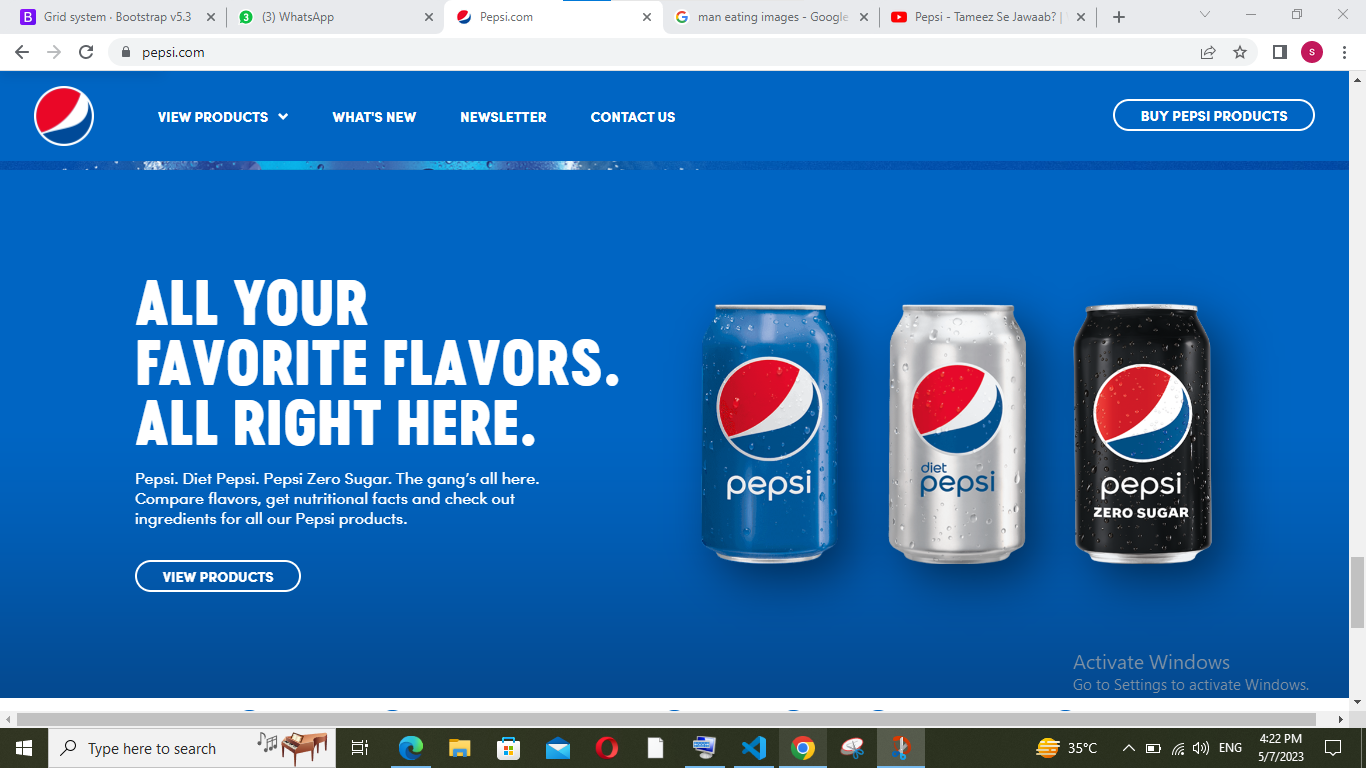 Grid system · Bootstrap v5.3
(3) WhatsApp
Pepsi.com
man eating images - Google
Pepsi - Tameez Se Jawaab? |
pepsi.com
S
VIEW PRODUCTS
WHAT'S NEW
NEWSLETTER
CONTACT US
BUY PEPSI PRODUCTS
ALL YOUR
FAVORITE FLAVORS.
ALL RIGHT HERE.
Pepsi. Diet Pepsi. Pepsi Zero Sugar. The gang’s all here.
Compare flavors, get nutritional facts and check out
ingredients for all our Pepsi products.
VIEW PRODUCTS
pepsi
diet
pepsi
pepsi
ZERO SUGAR
Activate Windows
Go to Settings to activate Windows.
Type here to search
35°C
ENG
4:22 PM
5/7/2023